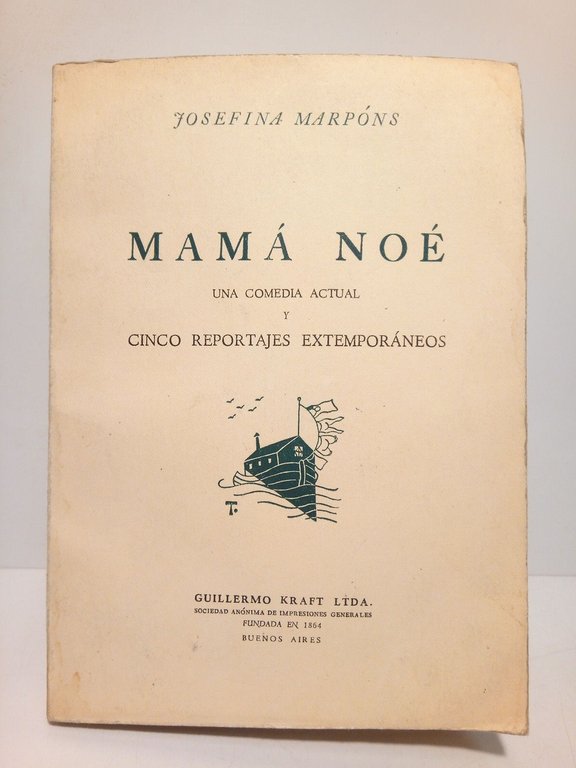 JOSEFINA MARPÓNS
MAMÁ NOÉ
UNA COMEDIA ACTUAL
Y
CINCO REPORTAJES EXTEMPORÁNEOS
T.
GUILLERMO KRAFT LTDA.
SOCIEDAD ANÓNIMA DE IMPRESIONES GENERALES
FUNDADA EN 1864
BUENOS AIRES